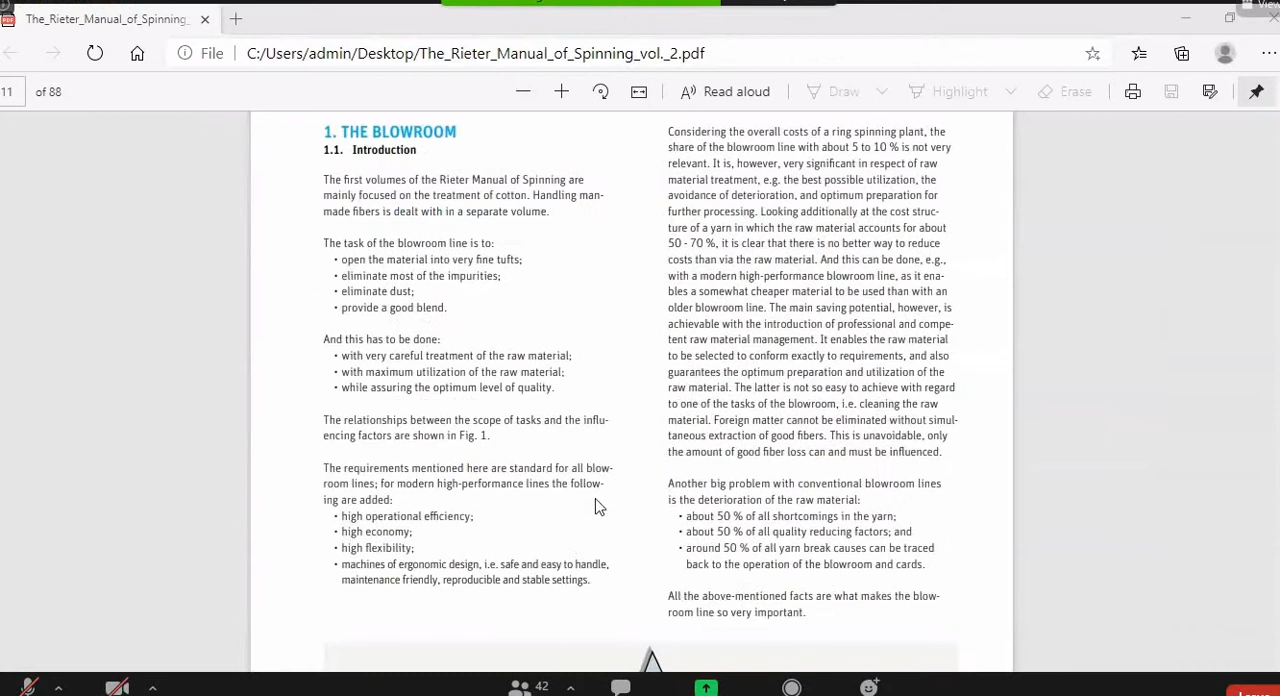 The_Rieter_Manual_of_Spinning_
File C:/Users/admin/Desktop/The_Rieter_Manual_of_Spinning_vol._2.pdf
11 of 88 Read aloud Draw Highlight Erase
1. THE BLOWROOM
1.1. Introduction
The first volumes of the Rieter Manual of Spinning are
mainly focused on the treatment of cotton. Handling man-
made fibers is dealt with in a separate volume.
The task of the blowroom line is to:
• open the material into very fine tufts;
• eliminate most of the impurities;
• eliminate dust;
• provide a good blend.
And this has to be done:
• with very careful treatment of the raw material;
• with maximum utilization of the raw material;
• while assuring the optimum level of quality.
The relationships between the scope of tasks and the influ-
encing factors are shown in Fig. 1.
The requirements mentioned here are standard for all blow-
room lines; for modern high-performance lines the follow-
ing are added:
• high operational efficiency;
• high economy;
• high flexibility;
• machines of ergonomic design, i.e. safe and easy to handle,
maintenance friendly, reproducible and stable settings.
Considering the overall costs of a ring spinning plant, the
share of the blowroom line with about 5 to 10 % is not very
relevant. It is, however, very significant in respect of raw
material treatment, e.g. the best possible utilization, the
avoidance of deterioration, and optimum preparation for
further processing. Looking additionally at the cost struc-
ture of a yarn in which the raw material accounts for about
50 - 70 %, it is clear that there is no better way to reduce
costs than via the raw material. And this can be done, e.g.,
with a modern high-performance blowroom line, as it ena-
bles a somewhat cheaper material to be used than with an
older blowroom line. The main saving potential, however, is
achievable with the introduction of professional and compe-
tent raw material management. It enables the raw material
to be selected to conform exactly to requirements, and also
guarantees the optimum preparation and utilization of the
raw material. The latter is not so easy to achieve with regard
to one of the tasks of the blowroom, i.e. cleaning the raw
material. Foreign matter cannot be eliminated without simul-
taneous extraction of good fibers. This is unavoidable, only
the amount of good fiber loss can and must be influenced.
Another big problem with conventional blowroom lines
is the deterioration of the raw material:
• about 50 % of all shortcomings in the yarn;
• about 50 % of all quality reducing factors; and
• around 50 % of all yarn break causes can be traced
back to the operation of the blowroom and cards.
All the above-mentioned facts are what makes the blow-
room line so very important.
42